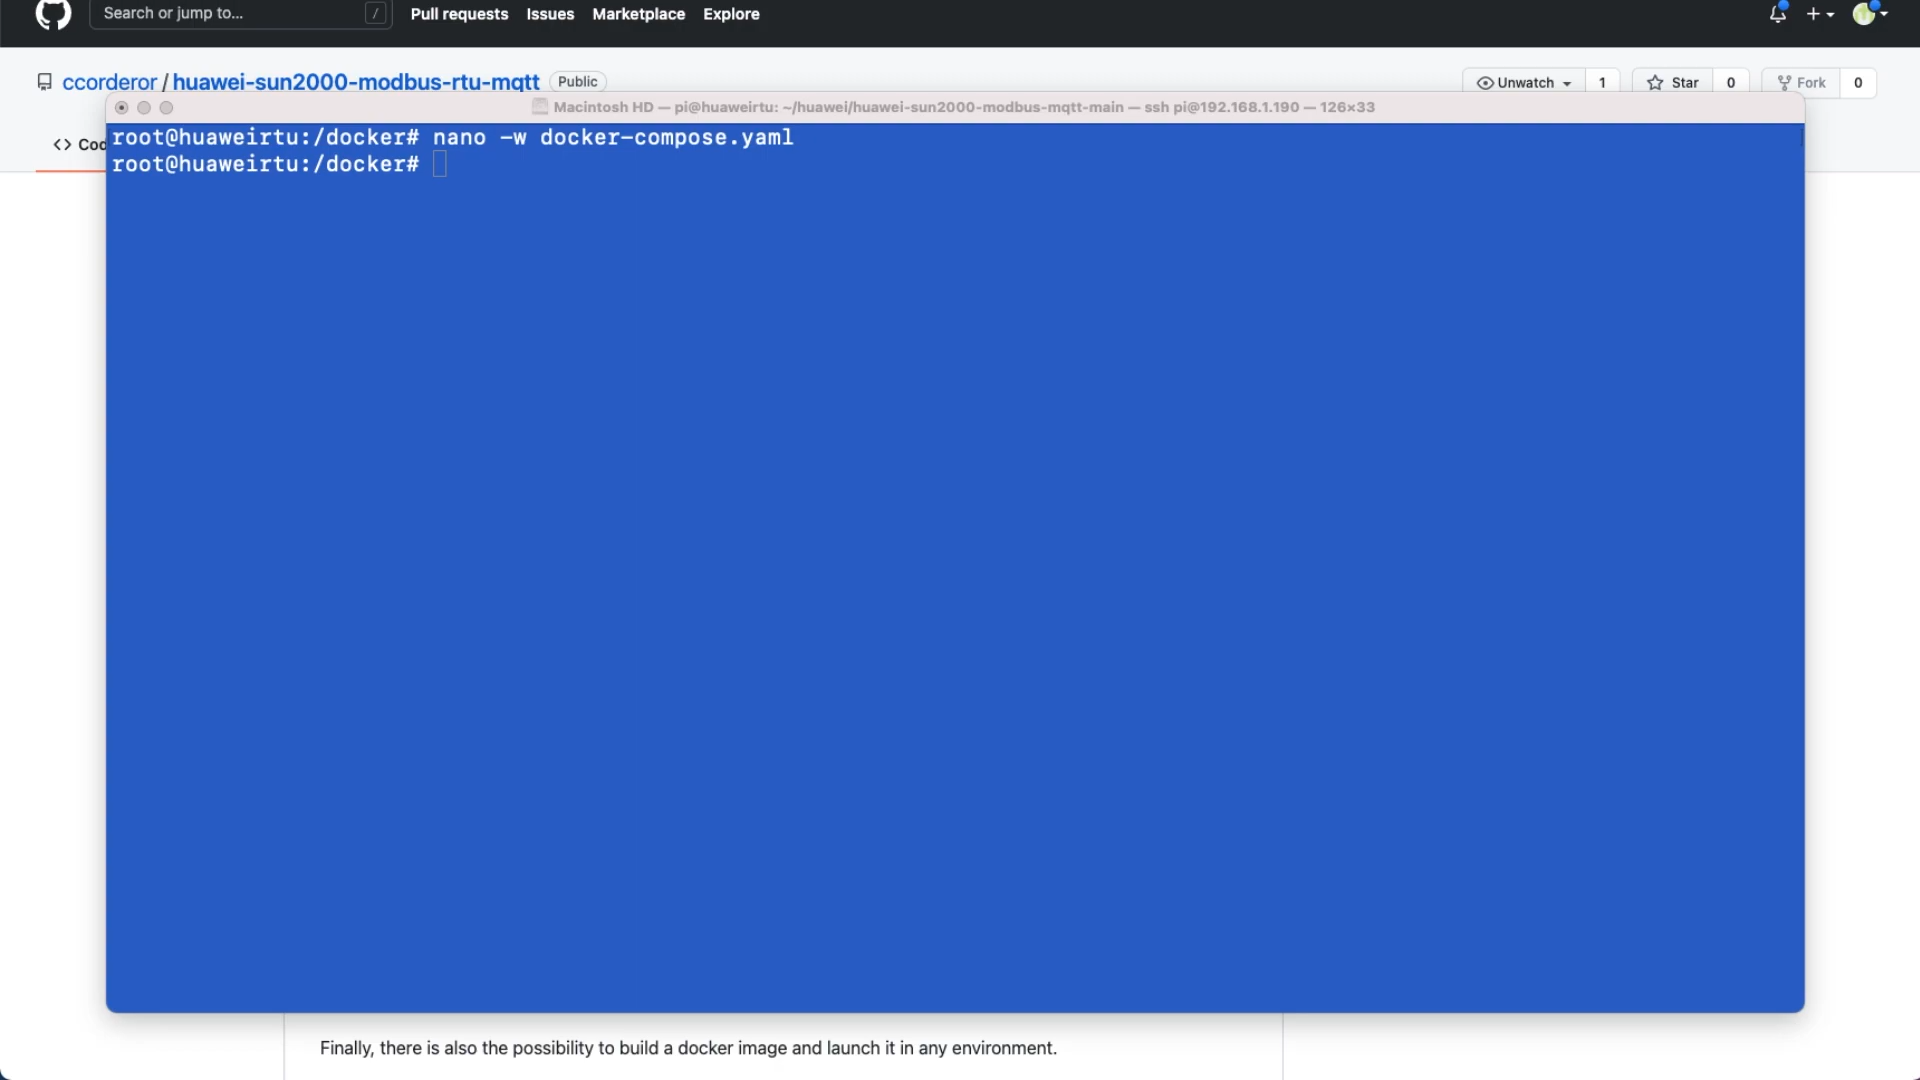 Search or jump to... /
Pull requests Issues Marketplace Explore
ccorderor / huawei-sun2000-modbus-rtu-mqtt Public
Unwatch 1 Star 0 Fork 0
Macintosh HD — pi@huaweirtu: ~/huawei/huawei-sun2000-modbus-mqtt-main — ssh pi@192.168.1.190 — 126×33
<> Cod
root@huaweirtu:/docker# nano -w docker-compose.yaml
root@huaweirtu:/docker#
Finally, there is also the possibility to build a docker image and launch it in any environment.